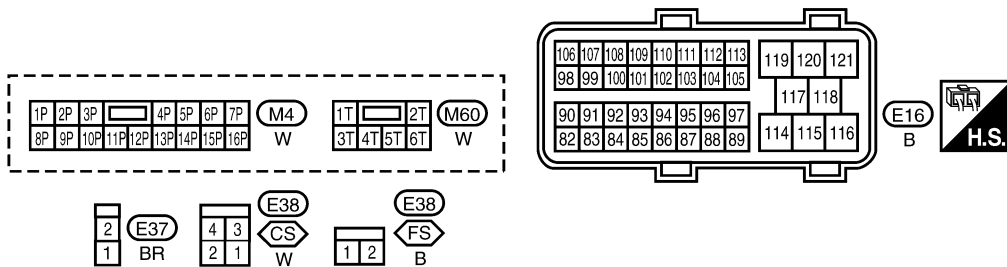 1P 2P 3P 4P 5P 6P 7P
8P 9P 10P 11P 12P 13P 14P 15P 16P
M4
W
1T 2T
3T 4T 5T 6T
M60
W
106 107 108 109 110 111 112 113
98 99 100 101 102 103 104 105
90 91 92 93 94 95 96 97
82 83 84 85 86 87 88 89
119 120 121
117 118
114 115 116
E16
B
H.S.
2
1
E37
BR
4 3
2 1
E38
CS
W
1 2
E38
FS
B